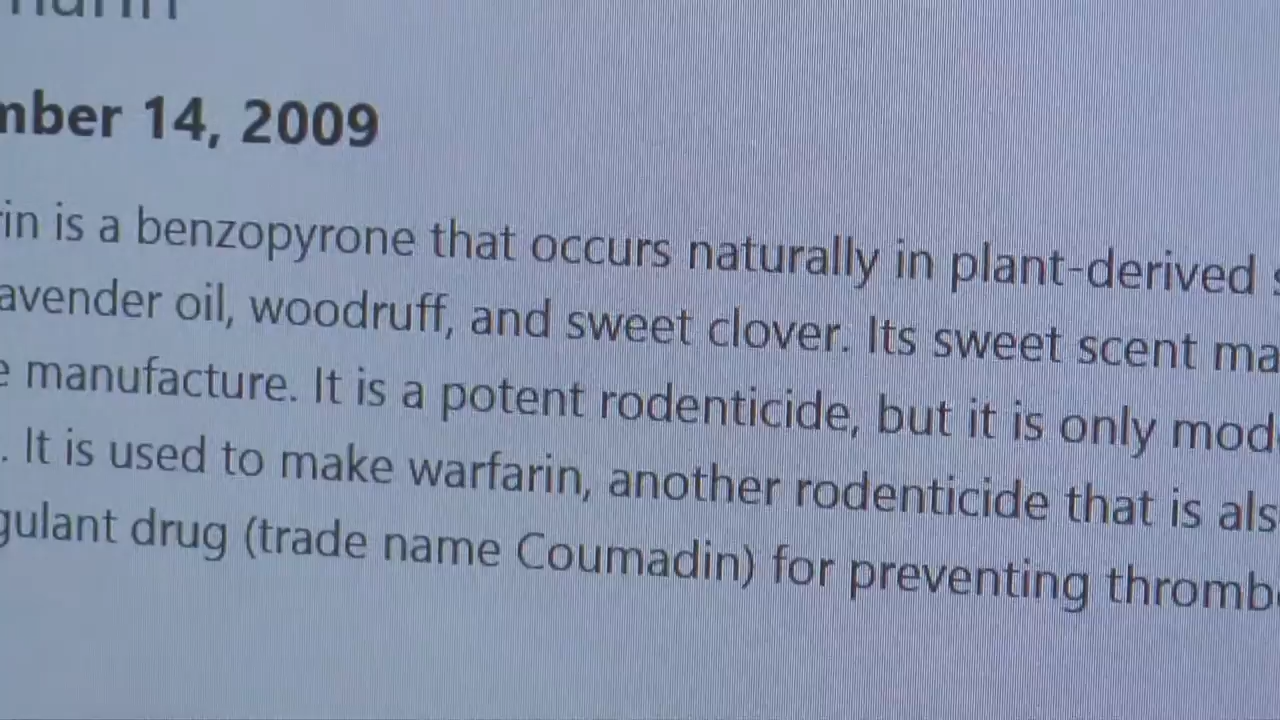 mber 14, 2009
rin is a benzopyrone that occurs naturally in plant-derived s
avender oil, woodruff, and sweet clover. Its sweet scent ma
e manufacture. It is a potent rodenticide, but it is only mod
. It is used to make warfarin, another rodenticide that is als
gulant drug (trade name Coumadin) for preventing thrombo